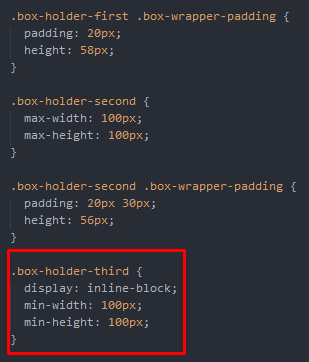 .box-holder-first .box-wrapper-padding {
  padding: 20px;
  height: 58px;
}

.box-holder-second {
  max-width: 100px;
  max-height: 100px;
}

.box-holder-second .box-wrapper-padding {
  padding: 20px 30px;
  height: 56px;
}

.box-holder-third {
  display: inline-block;
  min-width: 100px;
  min-height: 100px;
}